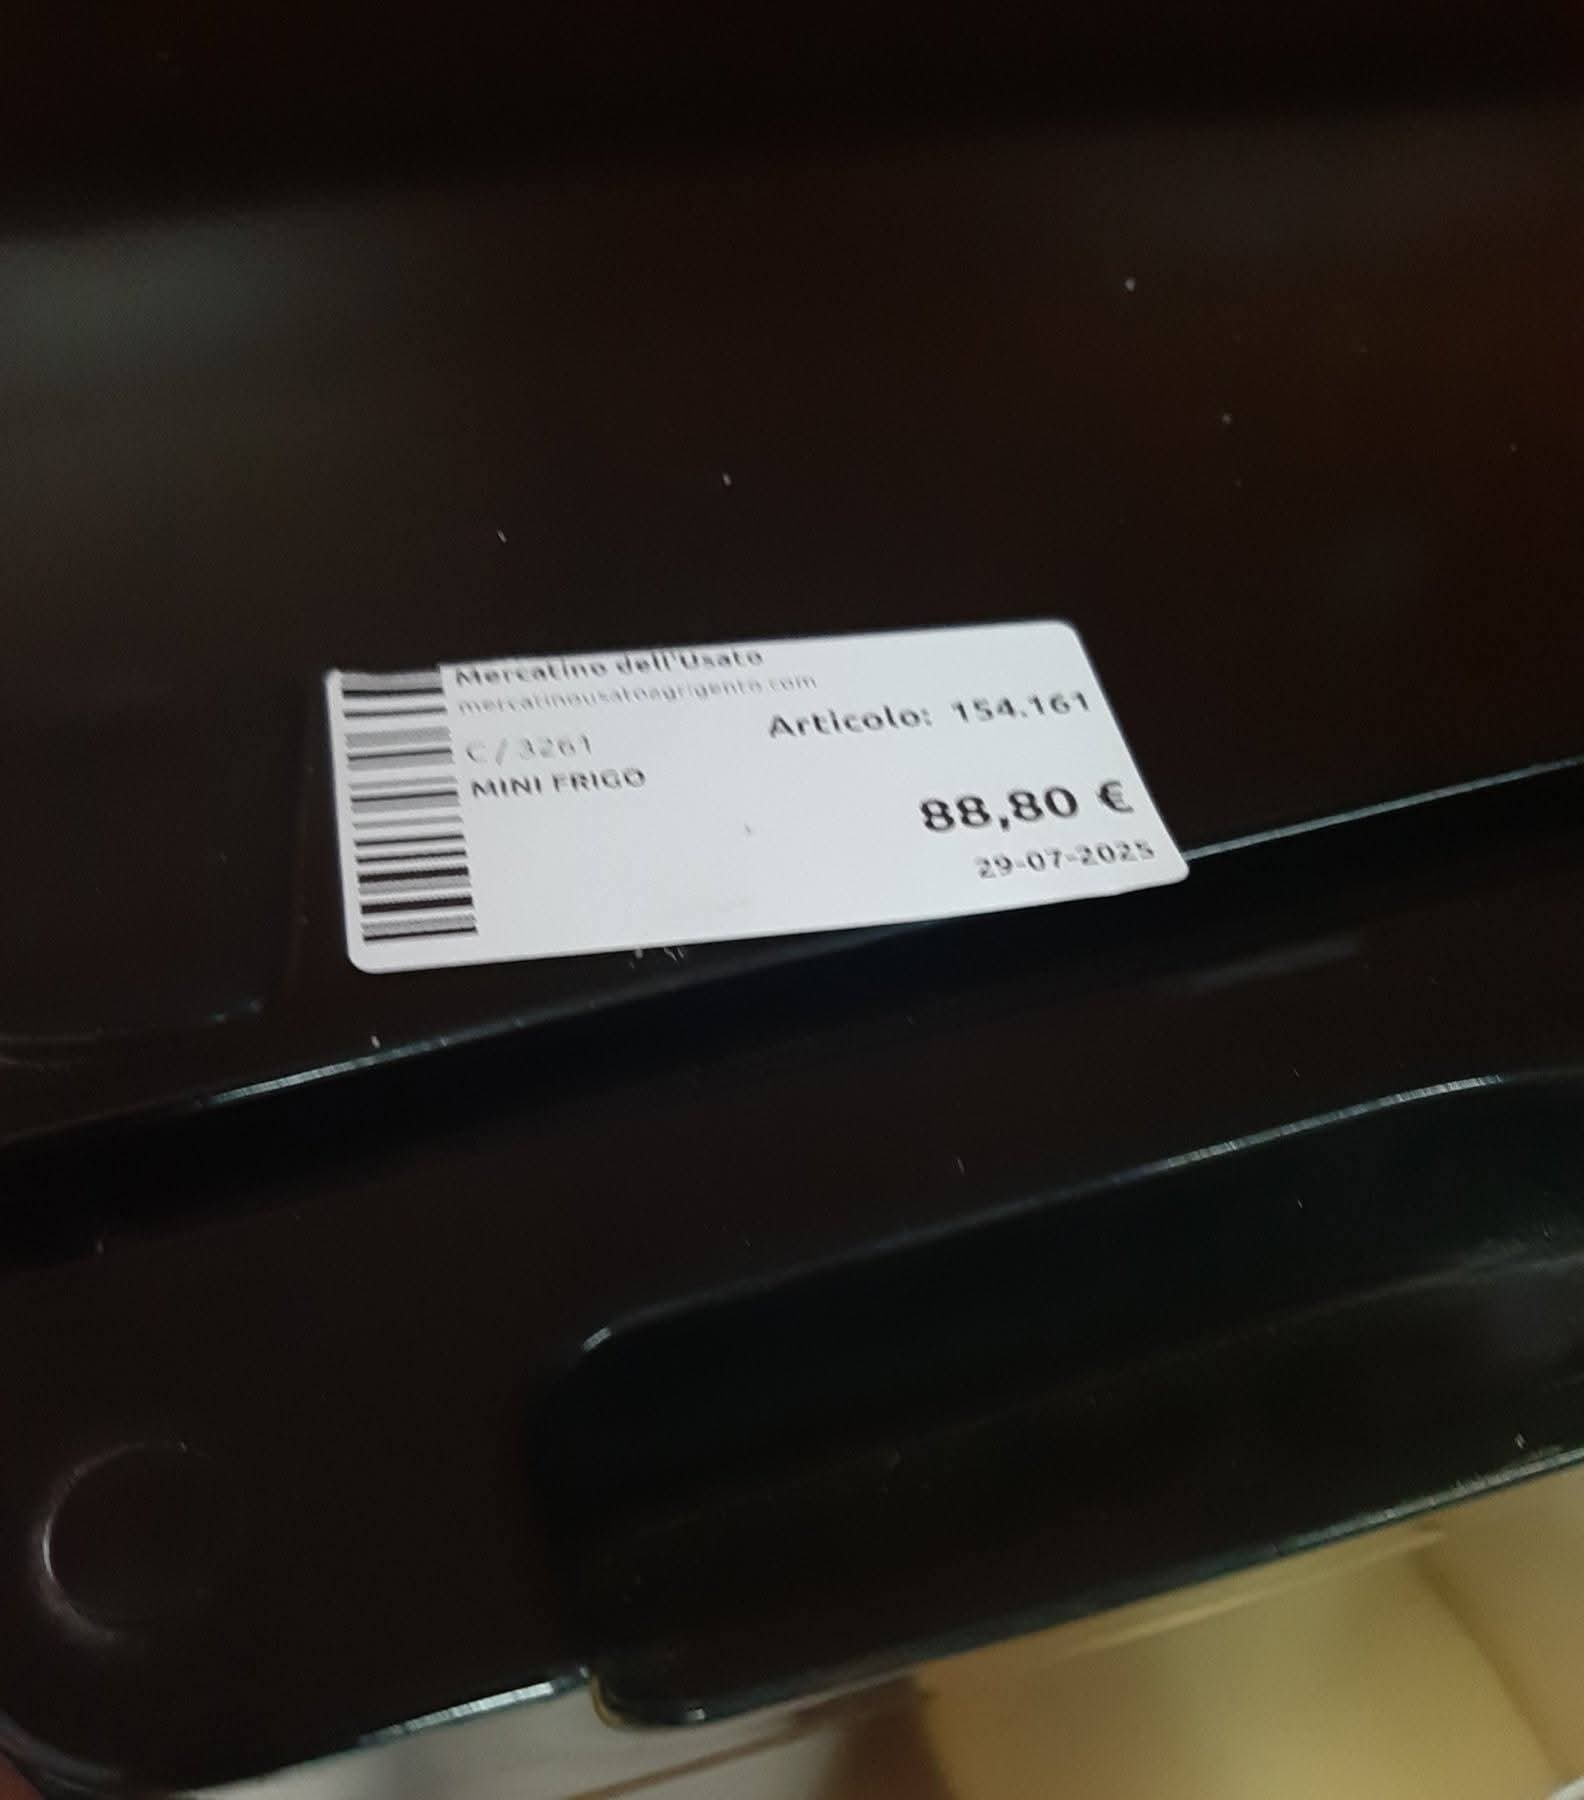 Mercatino dell'Usato
mercatinousatoagrigento.com
Articolo: 154.161
C / 3261
MINI FRIGO
88,80 €
29-07-2025